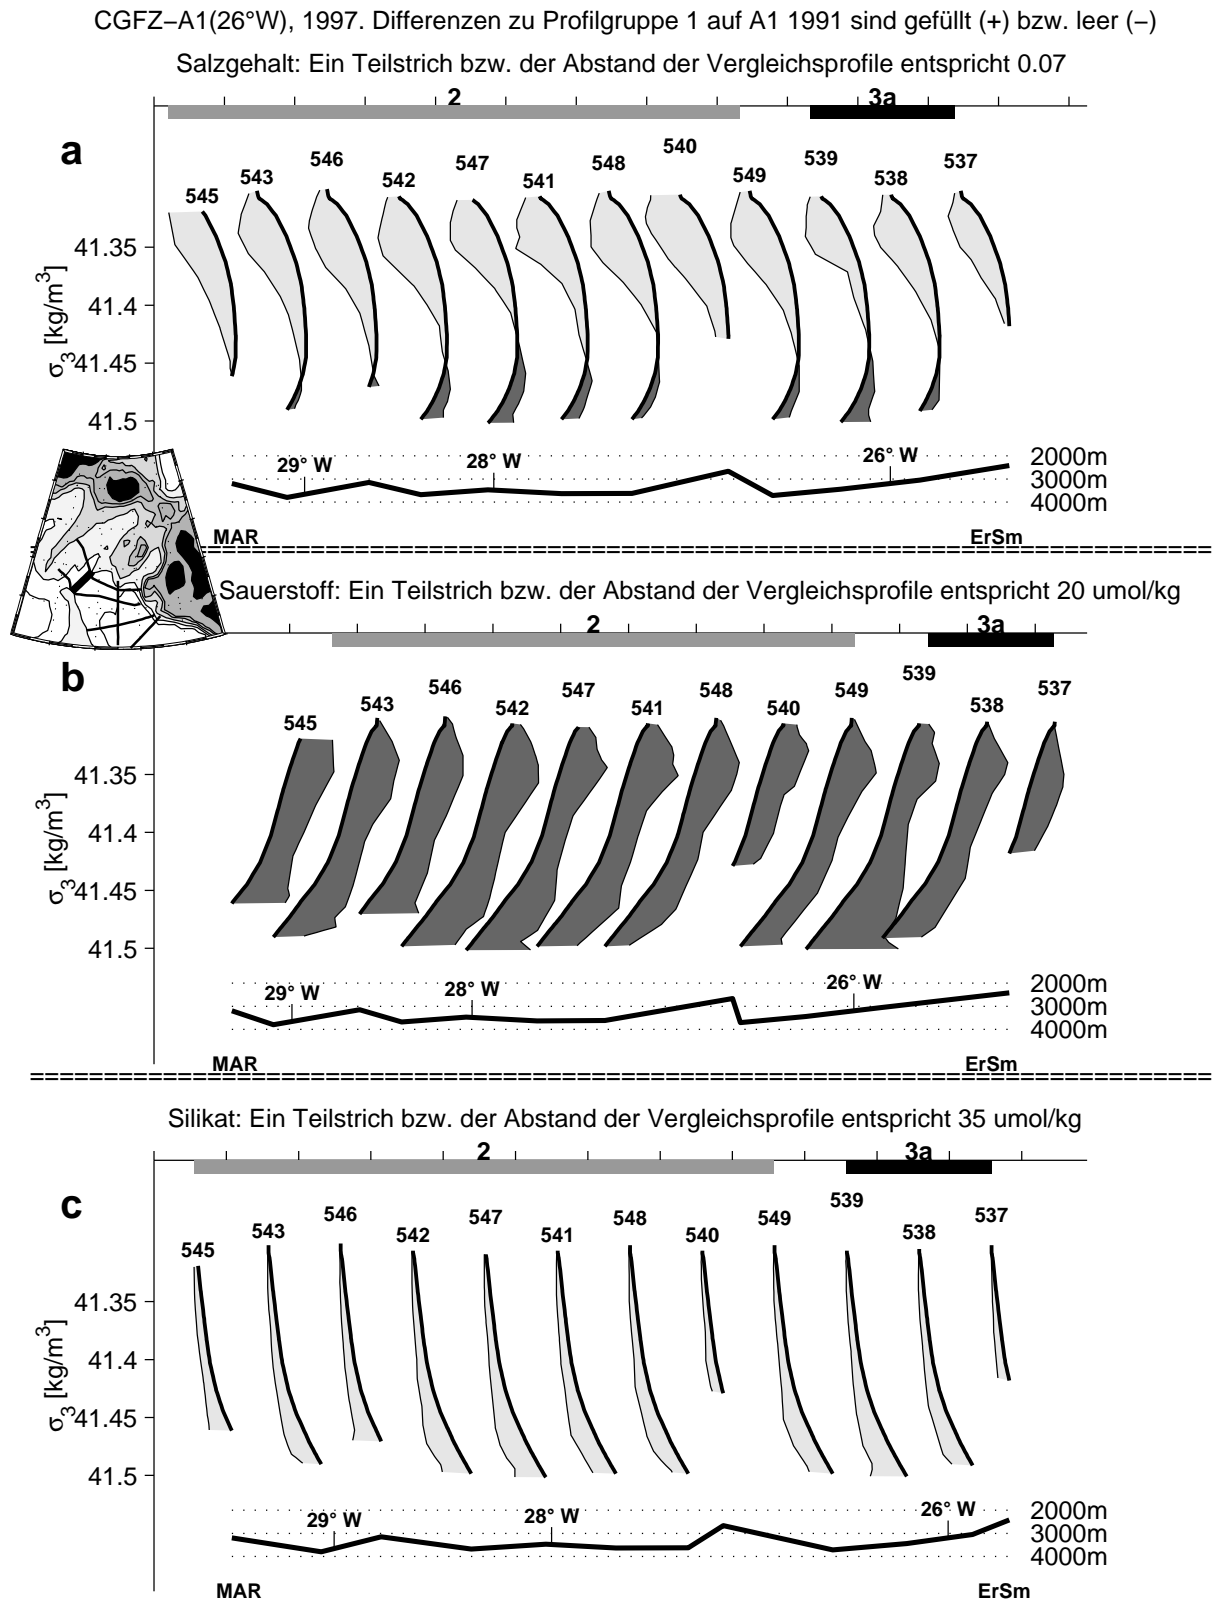 CGFZ−A1(26°W), 1997. Differenzen zu Profilgruppe 1 auf A1 1991 sind gefüllt (+) bzw. leer (−)
Salzgehalt: Ein Teilstrich bzw. der Abstand der Vergleichsprofile entspricht 0.07
2 3a
a
545 543 546 542 547 541 548 540 549 539 538 537
41.35
41.4
41.45
41.5
σ3 [kg/m3]
29° W 28° W 26° W
2000m
3000m
4000m
MAR ErSm
Sauerstoff: Ein Teilstrich bzw. der Abstand der Vergleichsprofile entspricht 20 umol/kg
2 3a
b
545 543 546 542 547 541 548 540 549 539 538 537
41.35
41.4
41.45
41.5
σ3 [kg/m3]
29° W 28° W 26° W
2000m
3000m
4000m
MAR ErSm
Silikat: Ein Teilstrich bzw. der Abstand der Vergleichsprofile entspricht 35 umol/kg
2 3a
c
545 543 546 542 547 541 548 540 549 539 538 537
41.35
41.4
41.45
41.5
σ3 [kg/m3]
29° W 28° W 26° W
2000m
3000m
4000m
MAR ErSm